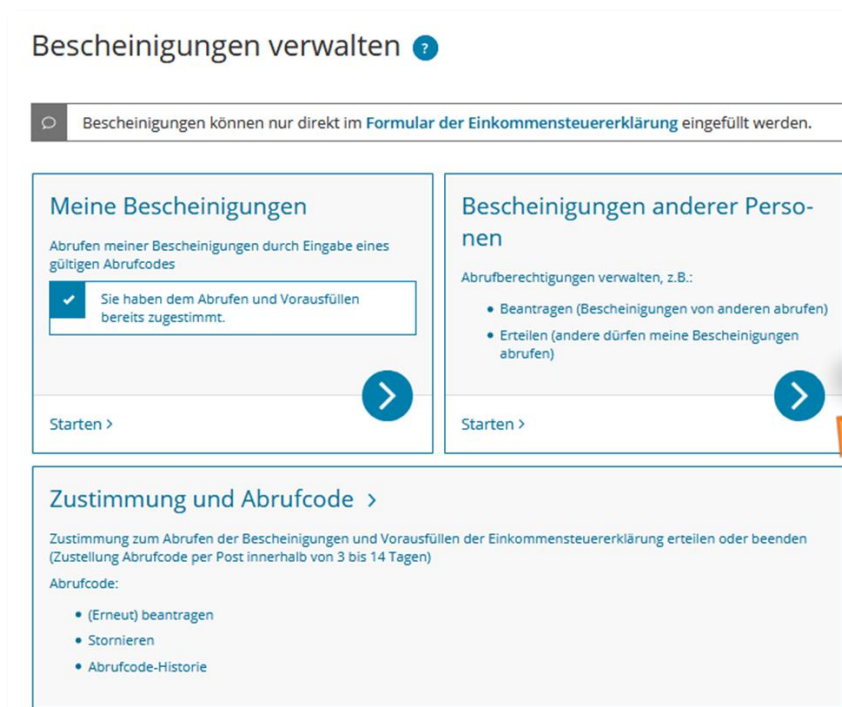 Bescheinigungen verwalten ?
Bescheinigungen können nur direkt im Formular der Einkommensteuererklärung eingefüllt werden.
Meine Bescheinigungen
Abrufen meiner Bescheinigungen durch Eingabe eines
gültigen Abrufcodes
Sie haben dem Abrufen und Vorausfüllen
bereits zugestimmt.
Starten >
Bescheinigungen anderer Perso-
nen
Abrufberechtigungen verwalten, z.B.:
• Beantragen (Bescheinigungen von anderen abrufen)
• Erteilen (andere dürfen meine Bescheinigungen
abrufen)
Starten >
Zustimmung und Abrufcode >
Zustimmung zum Abrufen der Bescheinigungen und Vorausfüllen der Einkommensteuererklärung erteilen oder beenden
(Zustellung Abrufcode per Post innerhalb von 3 bis 14 Tagen)
Abrufcode:
• (Erneut) beantragen
• Stornieren
• Abrufcode-Historie